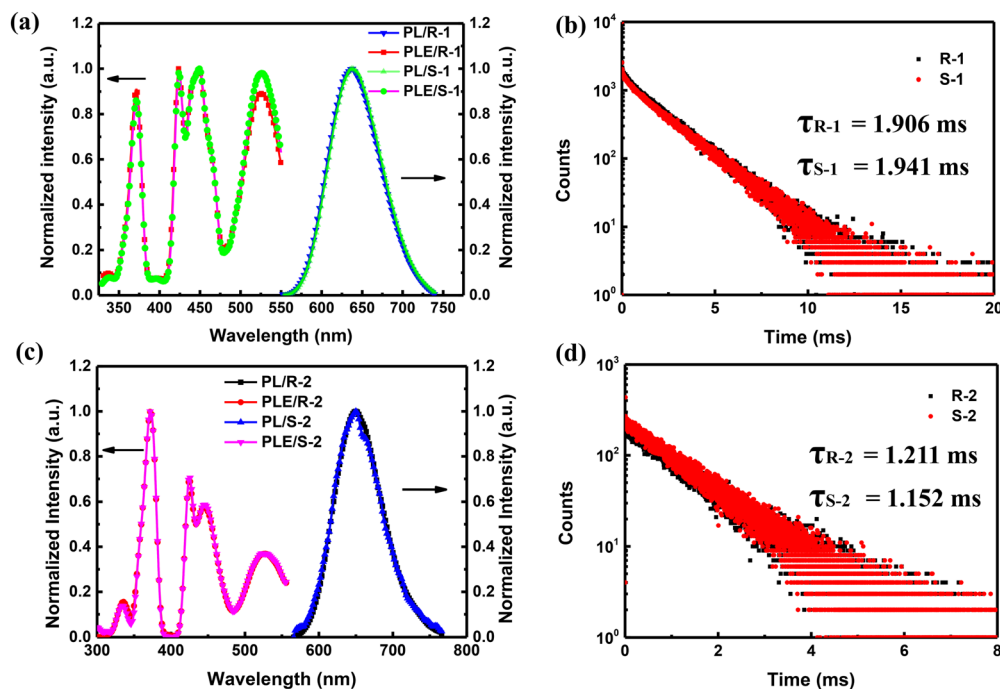 (a)
PL/R-1
PLE/R-1
PL/S-1
PLE/S-1
Normalized intensity (a.u.)
1.2
1.0
0.8
0.6
0.4
0.2
0.0
1.2
1.0
0.8
0.6
0.4
0.2
0.0
Normalized intensity (a.u.)
350 400 450 500 550 600 650 700 750
Wavelength (nm)
(b)
R-1
S-1
τR-1 = 1.906 ms
τS-1 = 1.941 ms
Counts
10⁴
10³
10²
10¹
10⁰
0 5 10 15 20
Time (ms)
(c)
PL/R-2
PLE/R-2
PL/S-2
PLE/S-2
Normalized Intensity (a.u.)
1.2
1.0
0.8
0.6
0.4
0.2
0.0
1.2
1.0
0.8
0.6
0.4
0.2
0.0
Normalized Intensity (a.u.)
300 350 400 450 500 550 600 650 700 750 800
Wavelength (nm)
(d)
R-2
S-2
τR-2 = 1.211 ms
τS-2 = 1.152 ms
Counts
10³
10²
10¹
10⁰
0 2 4 6 8
Time (ms)